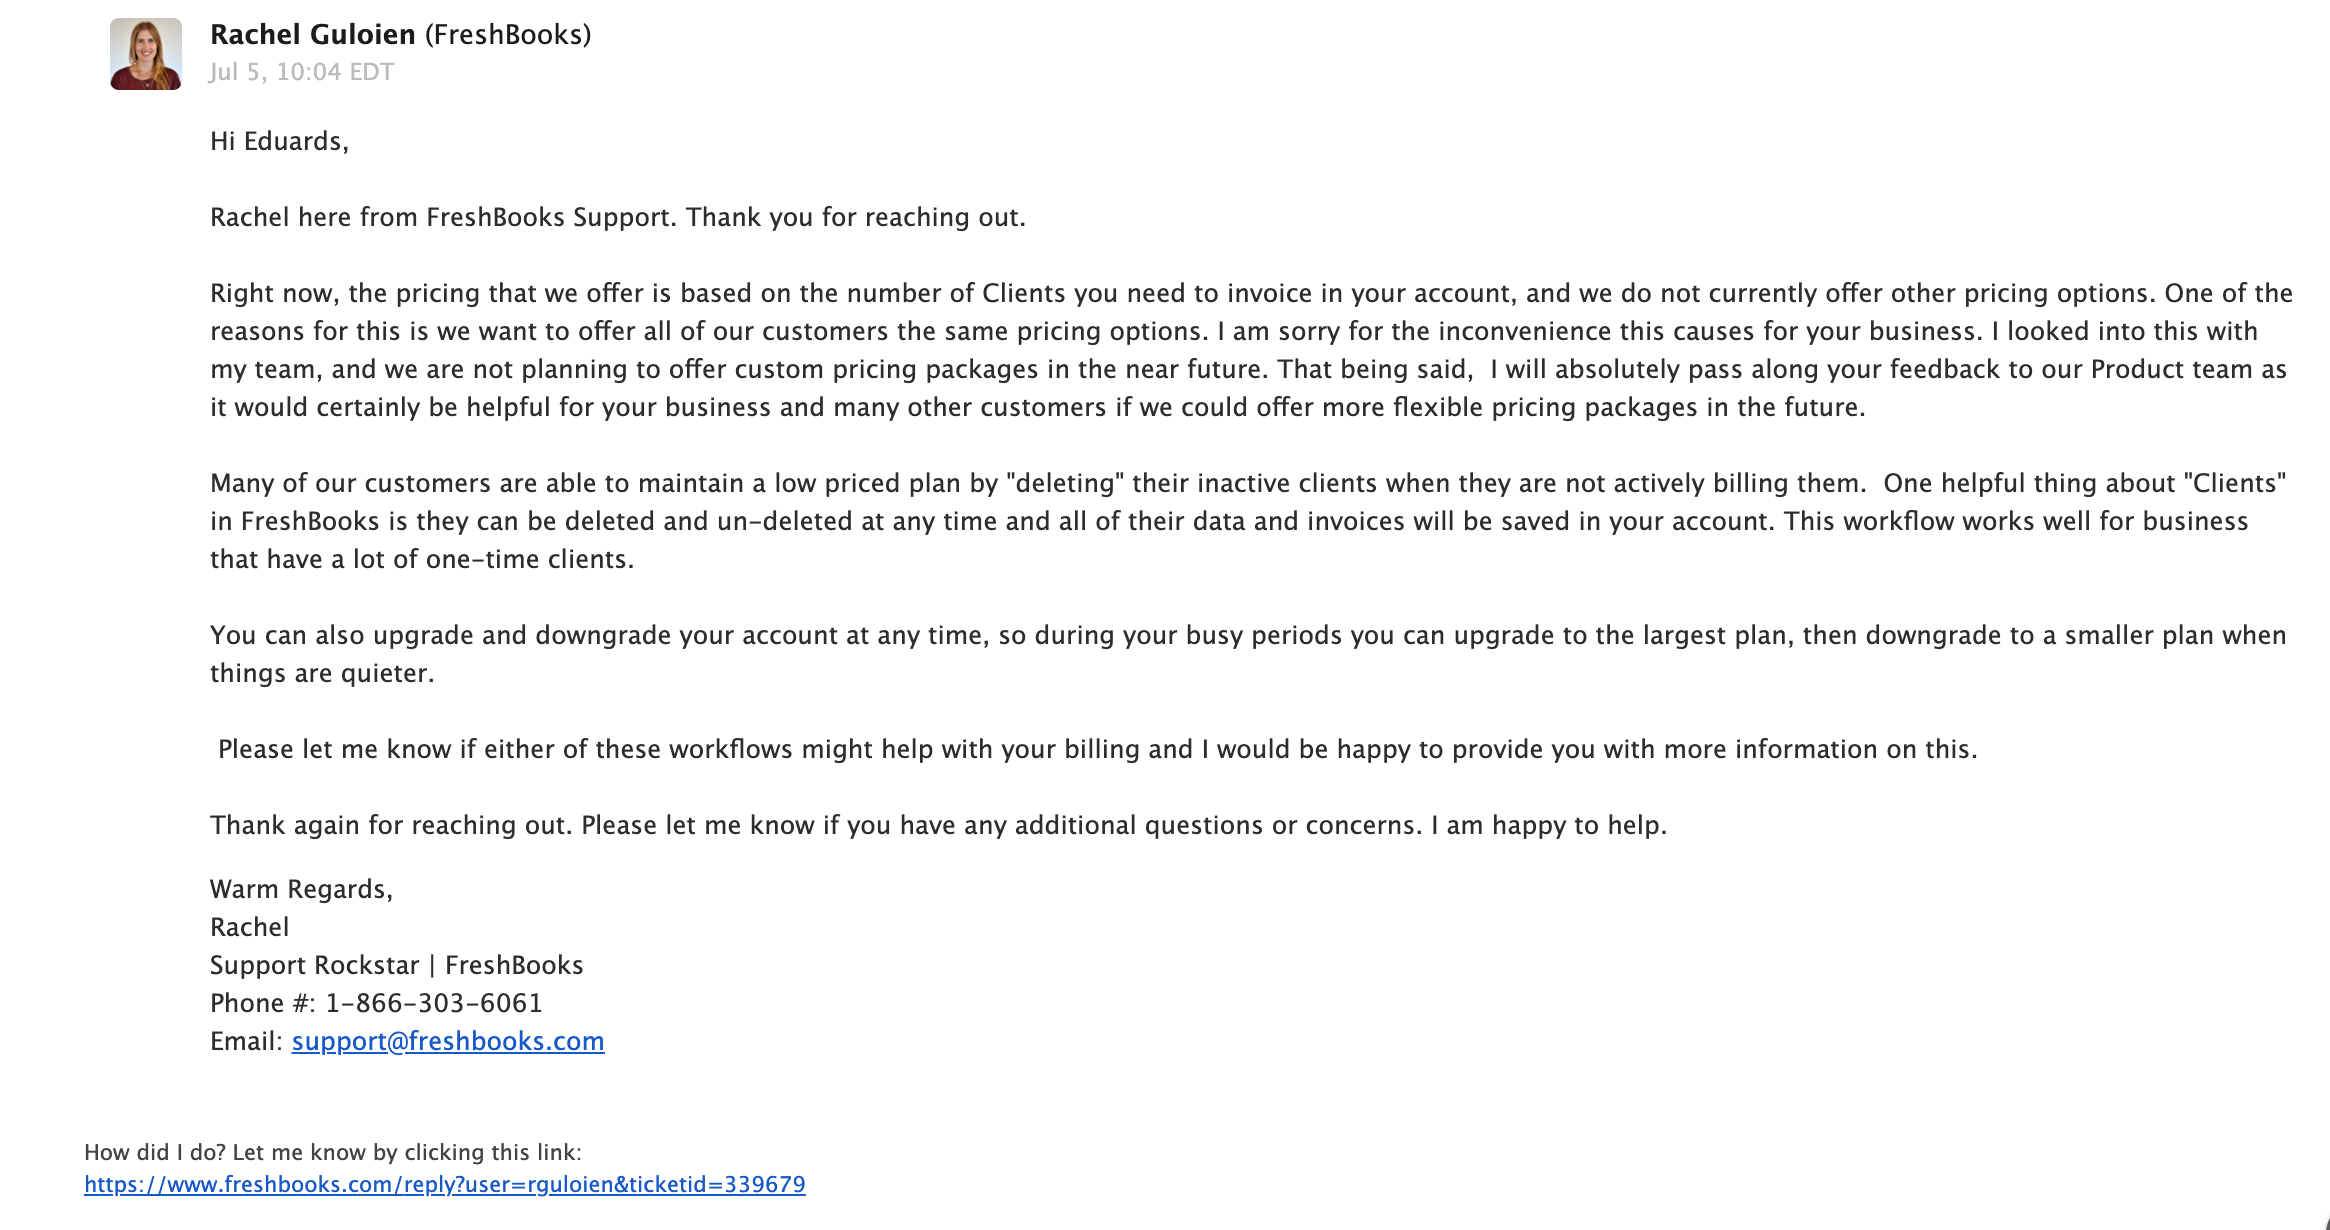 Rachel Guloien (FreshBooks)
Jul 5, 10:04 EDT
Hi Eduards,
Rachel here from FreshBooks Support. Thank you for reaching out.
Right now, the pricing that we offer is based on the number of Clients you need to invoice in your account, and we do not currently offer other pricing options. One of the
reasons for this is we want to offer all of our customers the same pricing options. I am sorry for the inconvenience this causes for your business. I looked into this with
my team, and we are not planning to offer custom pricing packages in the near future. That being said,  I will absolutely pass along your feedback to our Product team as
it would certainly be helpful for your business and many other customers if we could offer more flexible pricing packages in the future.
Many of our customers are able to maintain a low priced plan by "deleting" their inactive clients when they are not actively billing them.  One helpful thing about "Clients"
in FreshBooks is they can be deleted and un-deleted at any time and all of their data and invoices will be saved in your account. This workflow works well for business
that have a lot of one-time clients.
You can also upgrade and downgrade your account at any time, so during your busy periods you can upgrade to the largest plan, then downgrade to a smaller plan when
things are quieter.
Please let me know if either of these workflows might help with your billing and I would be happy to provide you with more information on this.
Thank again for reaching out. Please let me know if you have any additional questions or concerns. I am happy to help.
Warm Regards,
Rachel
Support Rockstar | FreshBooks
Phone #: 1-866-303-6061
Email: support@freshbooks.com
How did I do? Let me know by clicking this link:
https://www.freshbooks.com/reply?user=rguloien&ticketid=339679